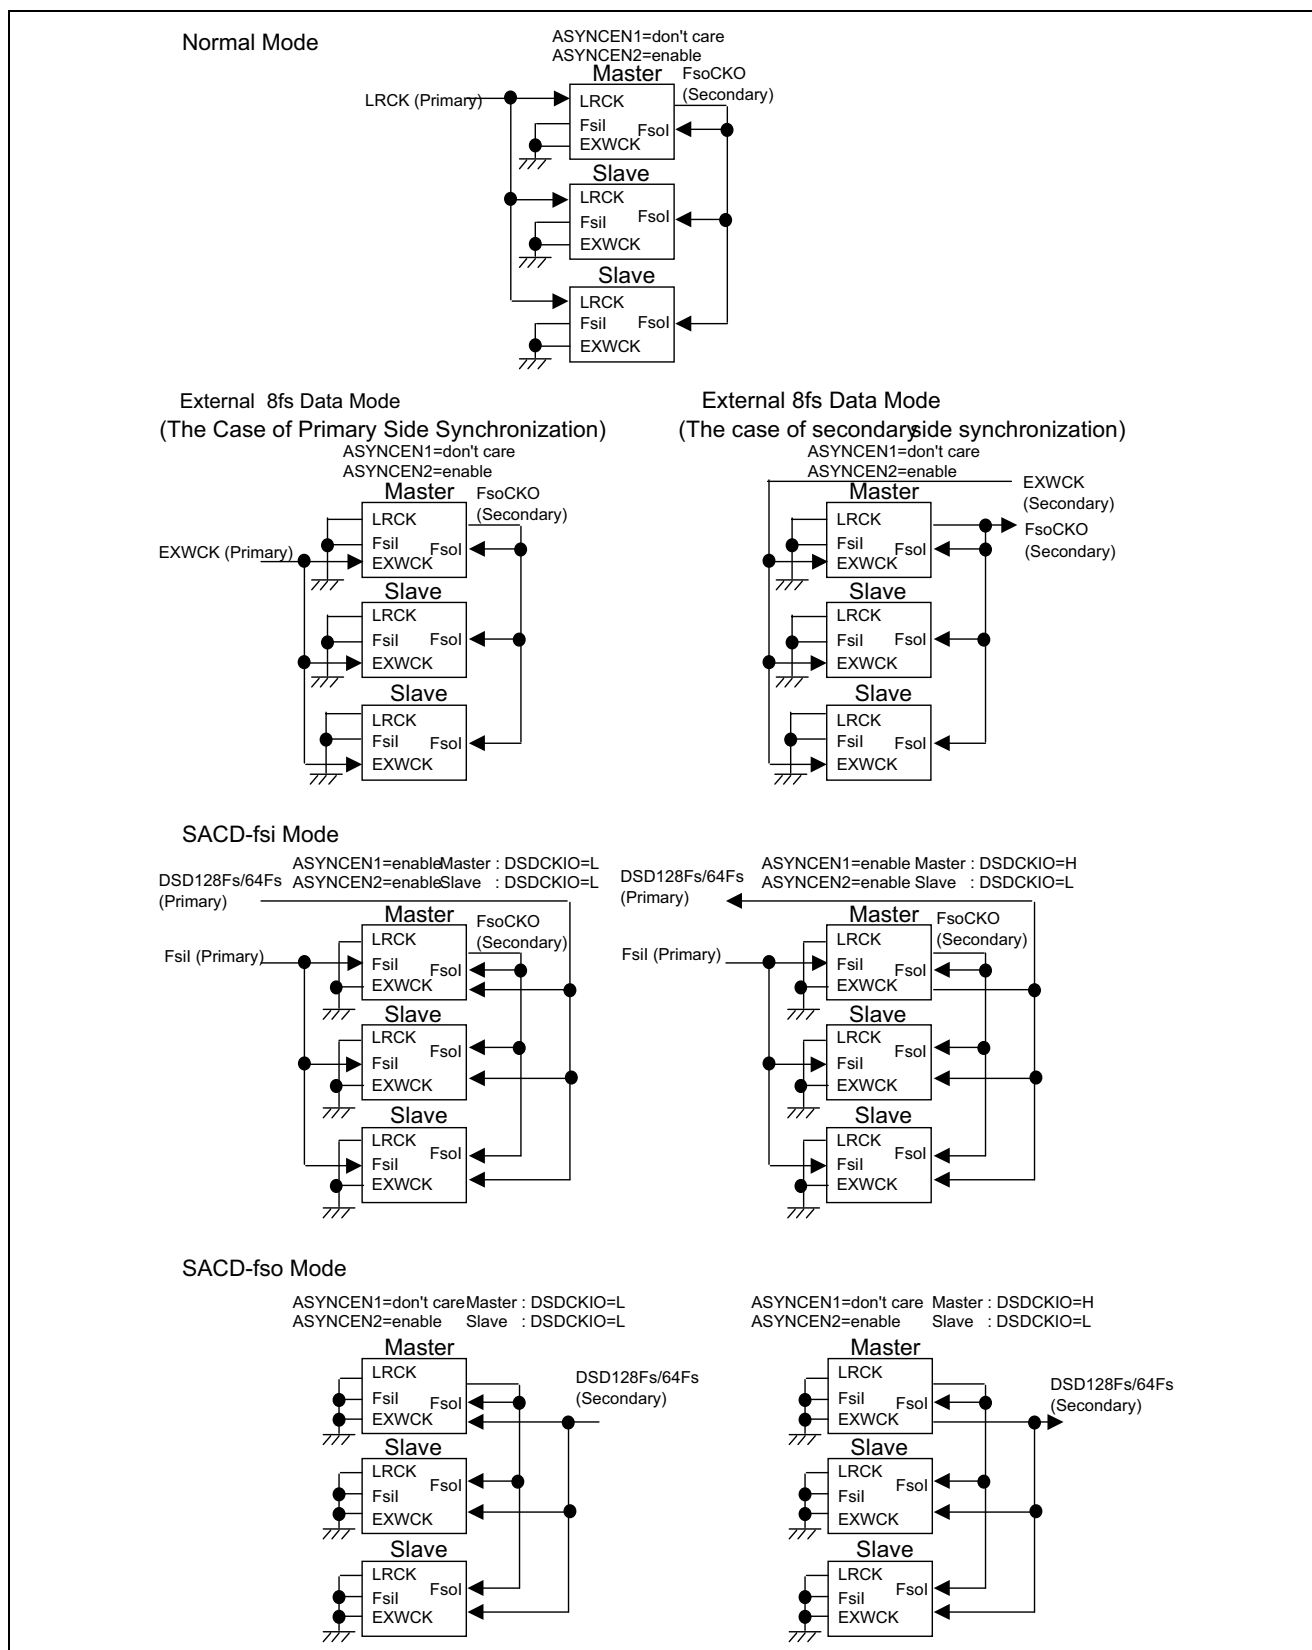 Normal Mode
ASYNCEN1=don't care
ASYNCEN2=enable
Master
FsoCKO
(Secondary)
LRCK (Primary)
LRCK
FsiI
FsoI
EXWCK
Slave
LRCK
FsiI
FsoI
EXWCK
Slave
LRCK
FsiI
FsoI
EXWCK
External 8fs Data Mode
(The Case of Primary Side Synchronization)
ASYNCEN1=don't care
ASYNCEN2=enable
Master
FsoCKO
(Secondary)
EXWCK (Primary)
LRCK
FsiI
FsoI
EXWCK
Slave
LRCK
FsiI
FsoI
EXWCK
Slave
LRCK
FsiI
FsoI
EXWCK
External 8fs Data Mode
(The case of secondary side synchronization)
ASYNCEN1=don't care
ASYNCEN2=enable
Master
EXWCK
(Secondary)
FsoCKO
(Secondary)
LRCK
FsiI
FsoI
EXWCK
Slave
LRCK
FsiI
FsoI
EXWCK
Slave
LRCK
FsiI
FsoI
EXWCK
SACD-fsi Mode
ASYNCEN1=enable Master : DSDCKIO=L
ASYNCEN2=enable Slave : DSDCKIO=L
DSD128Fs/64Fs
(Primary)
Master
FsoCKO
(Secondary)
FsiI (Primary)
LRCK
FsiI
FsoI
EXWCK
Slave
LRCK
FsoI
FsiI
EXWCK
Slave
LRCK
FsoI
FsiI
EXWCK
ASYNCEN1=enable Master : DSDCKIO=H
ASYNCEN2=enable Slave : DSDCKIO=L
DSD128Fs/64Fs
(Primary)
Master
FsoCKO
(Secondary)
FsiI (Primary)
LRCK
FsiI
FsoI
EXWCK
Slave
LRCK
FsoI
FsiI
EXWCK
Slave
LRCK
FsoI
FsiI
EXWCK
SACD-fso Mode
ASYNCEN1=don't care Master : DSDCKIO=L
ASYNCEN2=enable Slave : DSDCKIO=L
Master
DSD128Fs/64Fs
(Secondary)
LRCK
FsiI
FsoI
EXWCK
Slave
LRCK
FsoI
FsiI
EXWCK
Slave
LRCK
FsoI
FsiI
EXWCK
ASYNCEN1=don't care Master : DSDCKIO=H
ASYNCEN2=enable Slave : DSDCKIO=L
Master
DSD128Fs/64Fs
(Secondary)
LRCK
FsiI
FsoI
EXWCK
Slave
LRCK
FsoI
FsiI
EXWCK
Slave
LRCK
FsoI
FsiI
EXWCK